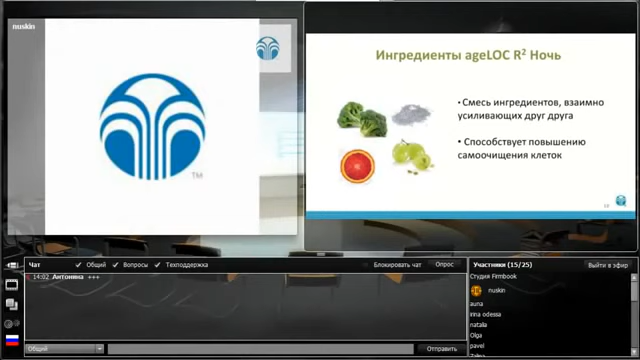 nuskin
TM
Ингредиенты ageLOC R² Ночь
• Смесь ингредиентов, взаимно
усиливающих друг друга
• Способствует повышению
самоочищения клеток
Чат
Общий
Вопросы
Техподдержка
Блокировать чат
Опрос
14:02 Антонина +++
Общий
Отправить
Участники (15/25)
Выйти в эфир
Студия Firmbook
nuskin
auna
irina odessa
natalia
Olga
pavel